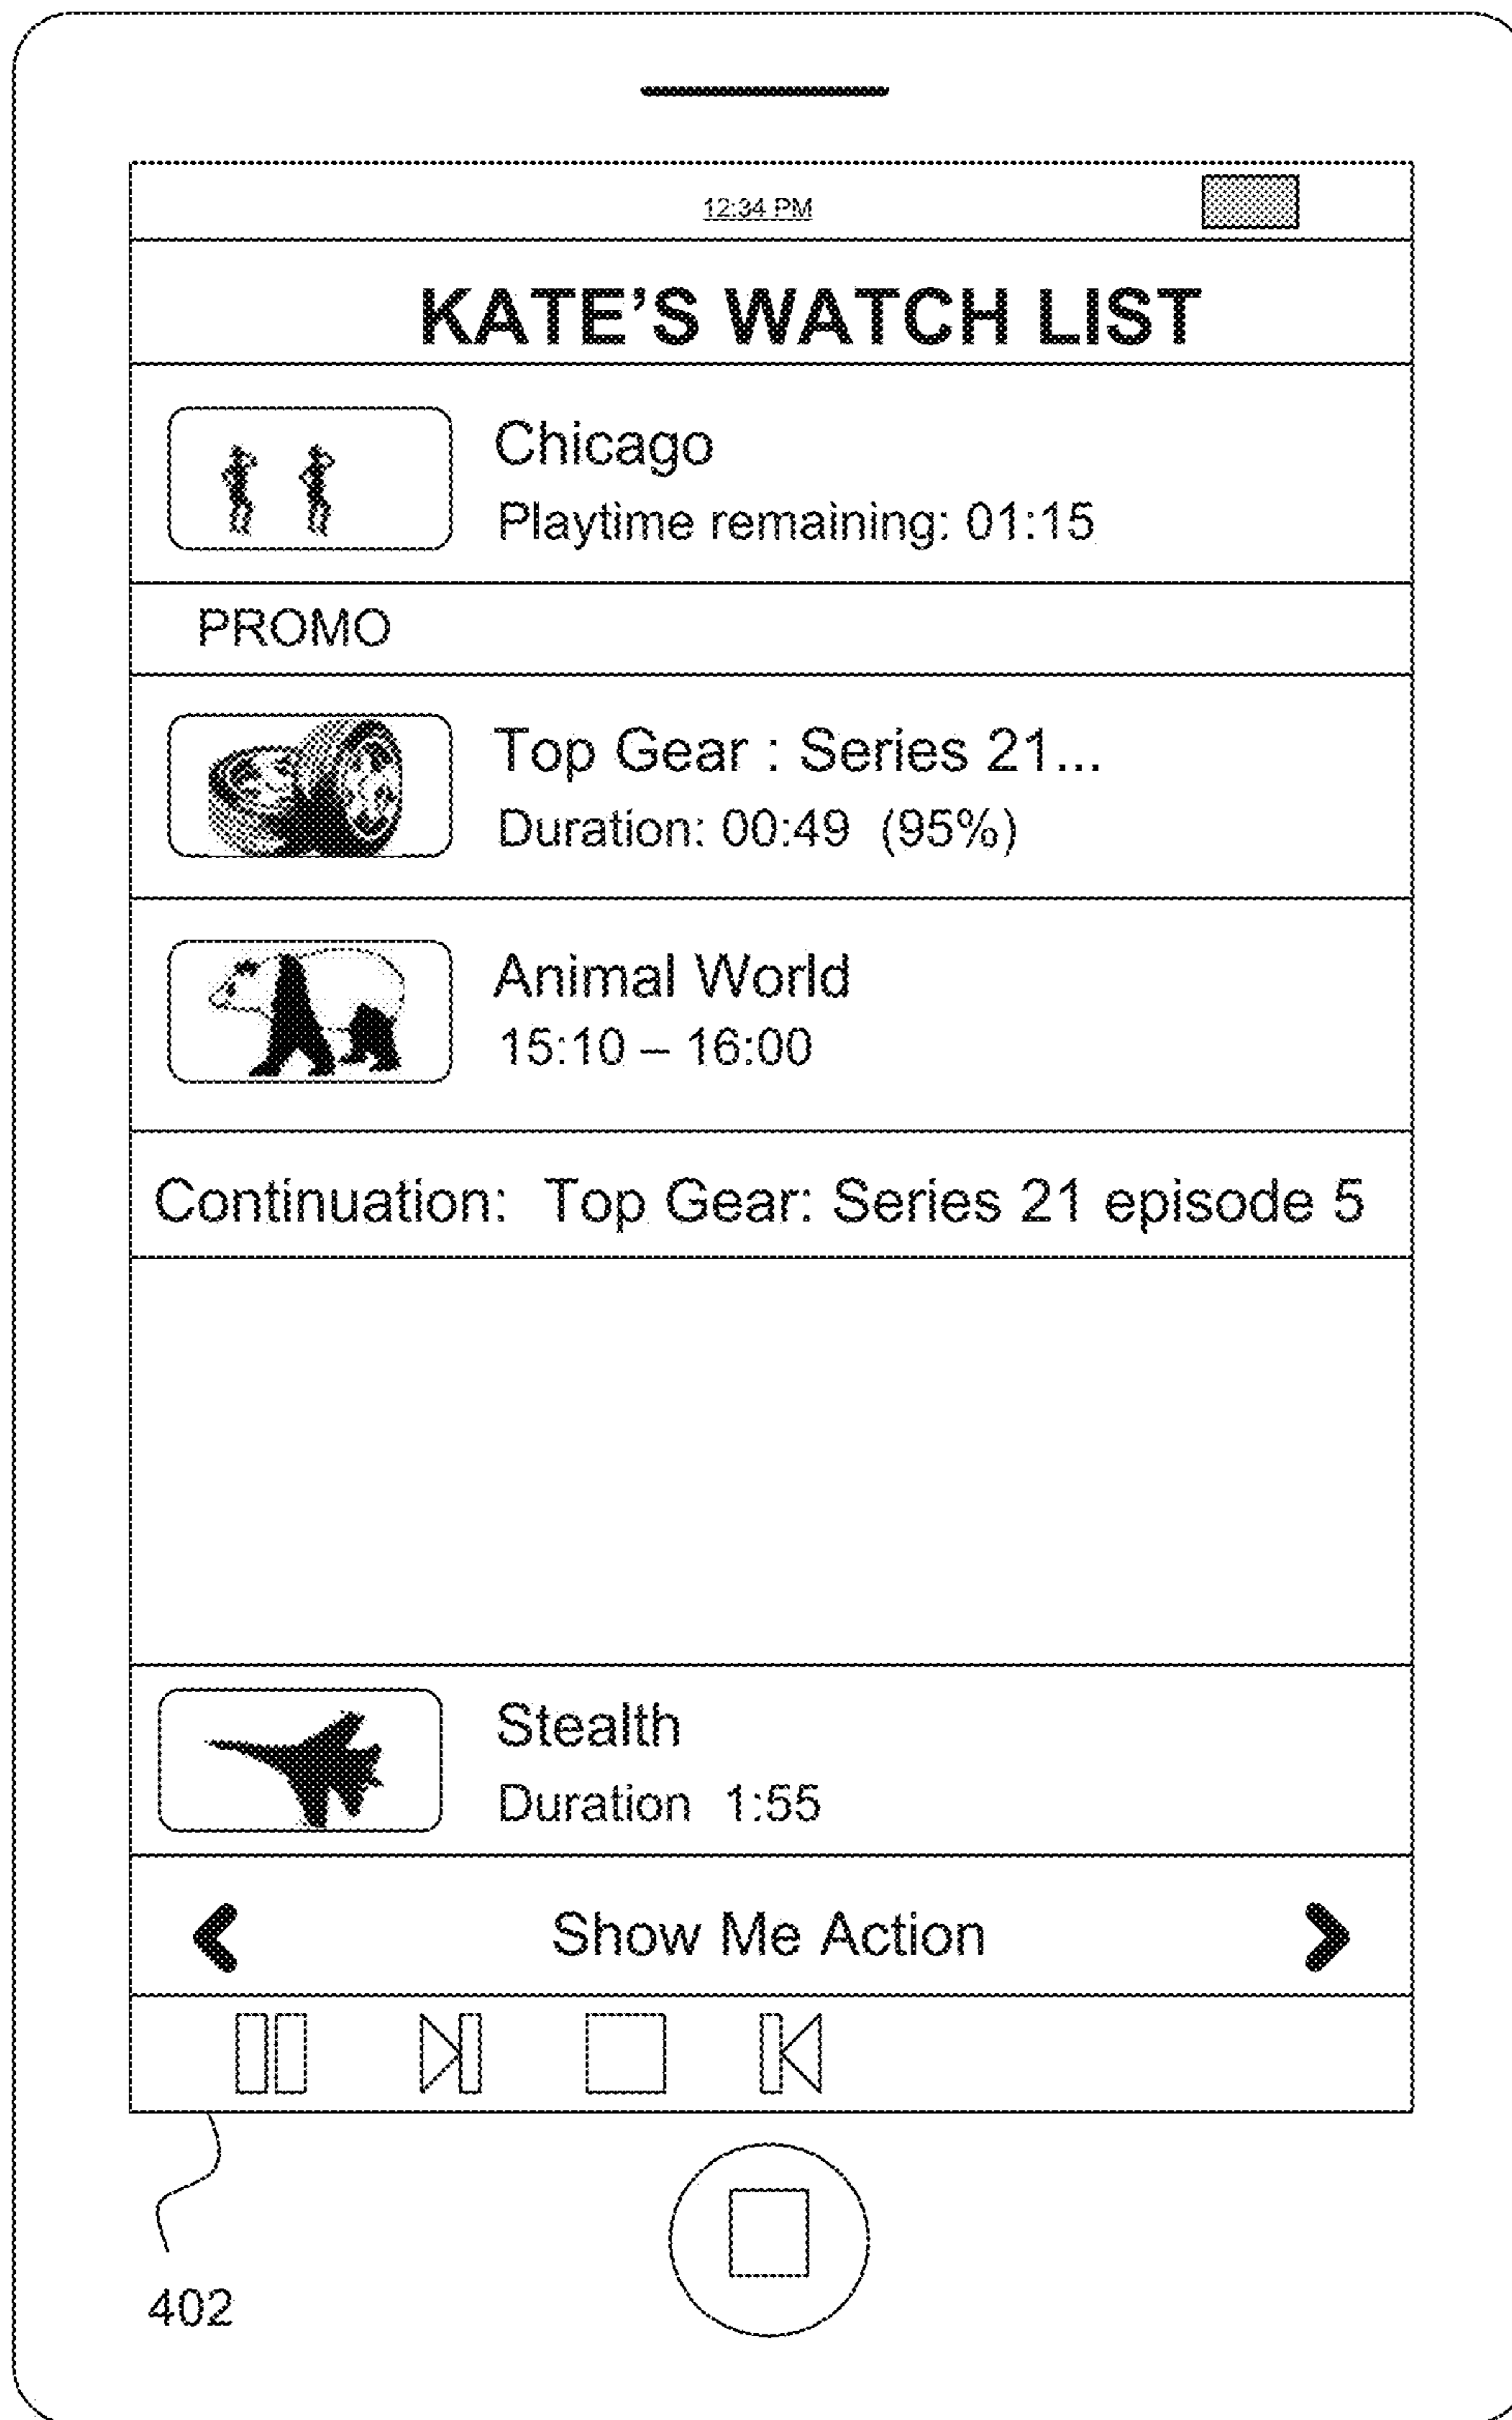 12:34 PM
KATE'S WATCH LIST
Chicago
Playtime remaining: 01:15
PROMO
Top Gear : Series 21...
Duration: 00:49 (95%)
Animal World
15:10 – 16:00
Continuation: Top Gear: Series 21 episode 5
Stealth
Duration 1:55
Show Me Action
402